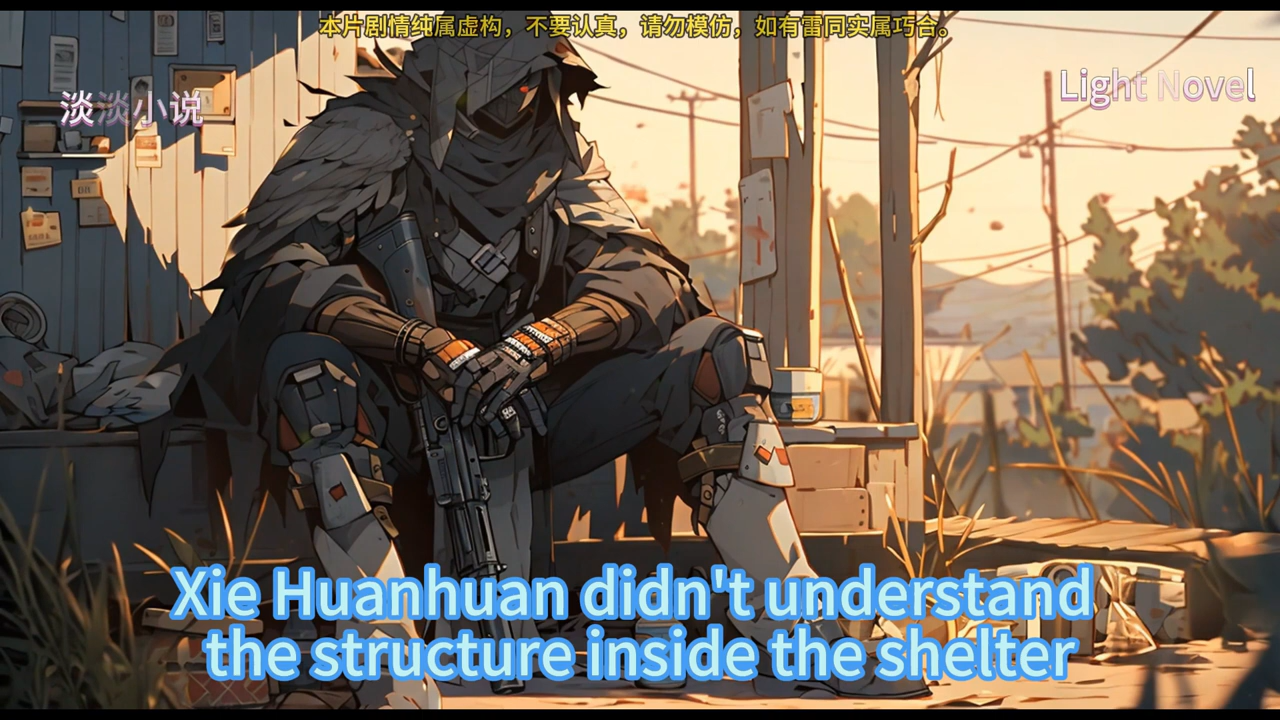 本片剧情纯属虚构，不要认真，请勿模仿，如有雷同实属巧合。
淡淡小说
Light Novel
Xie Huanhuan didn't understand
the structure inside the shelter